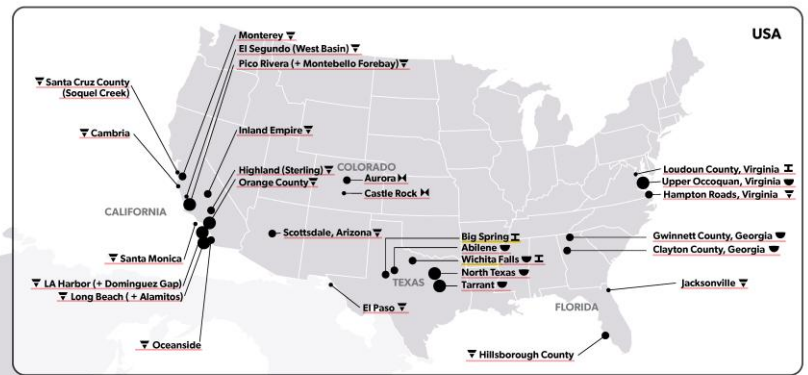 USA
Monterey
El Segundo (West Basin)
Pico Rivera (+ Montebello Forebay)
Santa Cruz County
(Soquel Creek)
Cambria
Inland Empire
Highland (Sterling)
Orange County
COLORADO
Aurora
Castle Rock
CALIFORNIA
Scottsdale, Arizona
Santa Monica
LA Harbor (+ Dominguez Gap)
Long Beach ( + Alamitos)
Oceanside
El Paso
Big Spring
Abilene
Wichita Falls
North Texas
TEXAS
Tarrant
Loudoun County, Virginia
Upper Occoquan, Virginia
Hampton Roads, Virginia
Gwinnett County, Georgia
Clayton County, Georgia
Jacksonville
FLORIDA
Hillsborough County